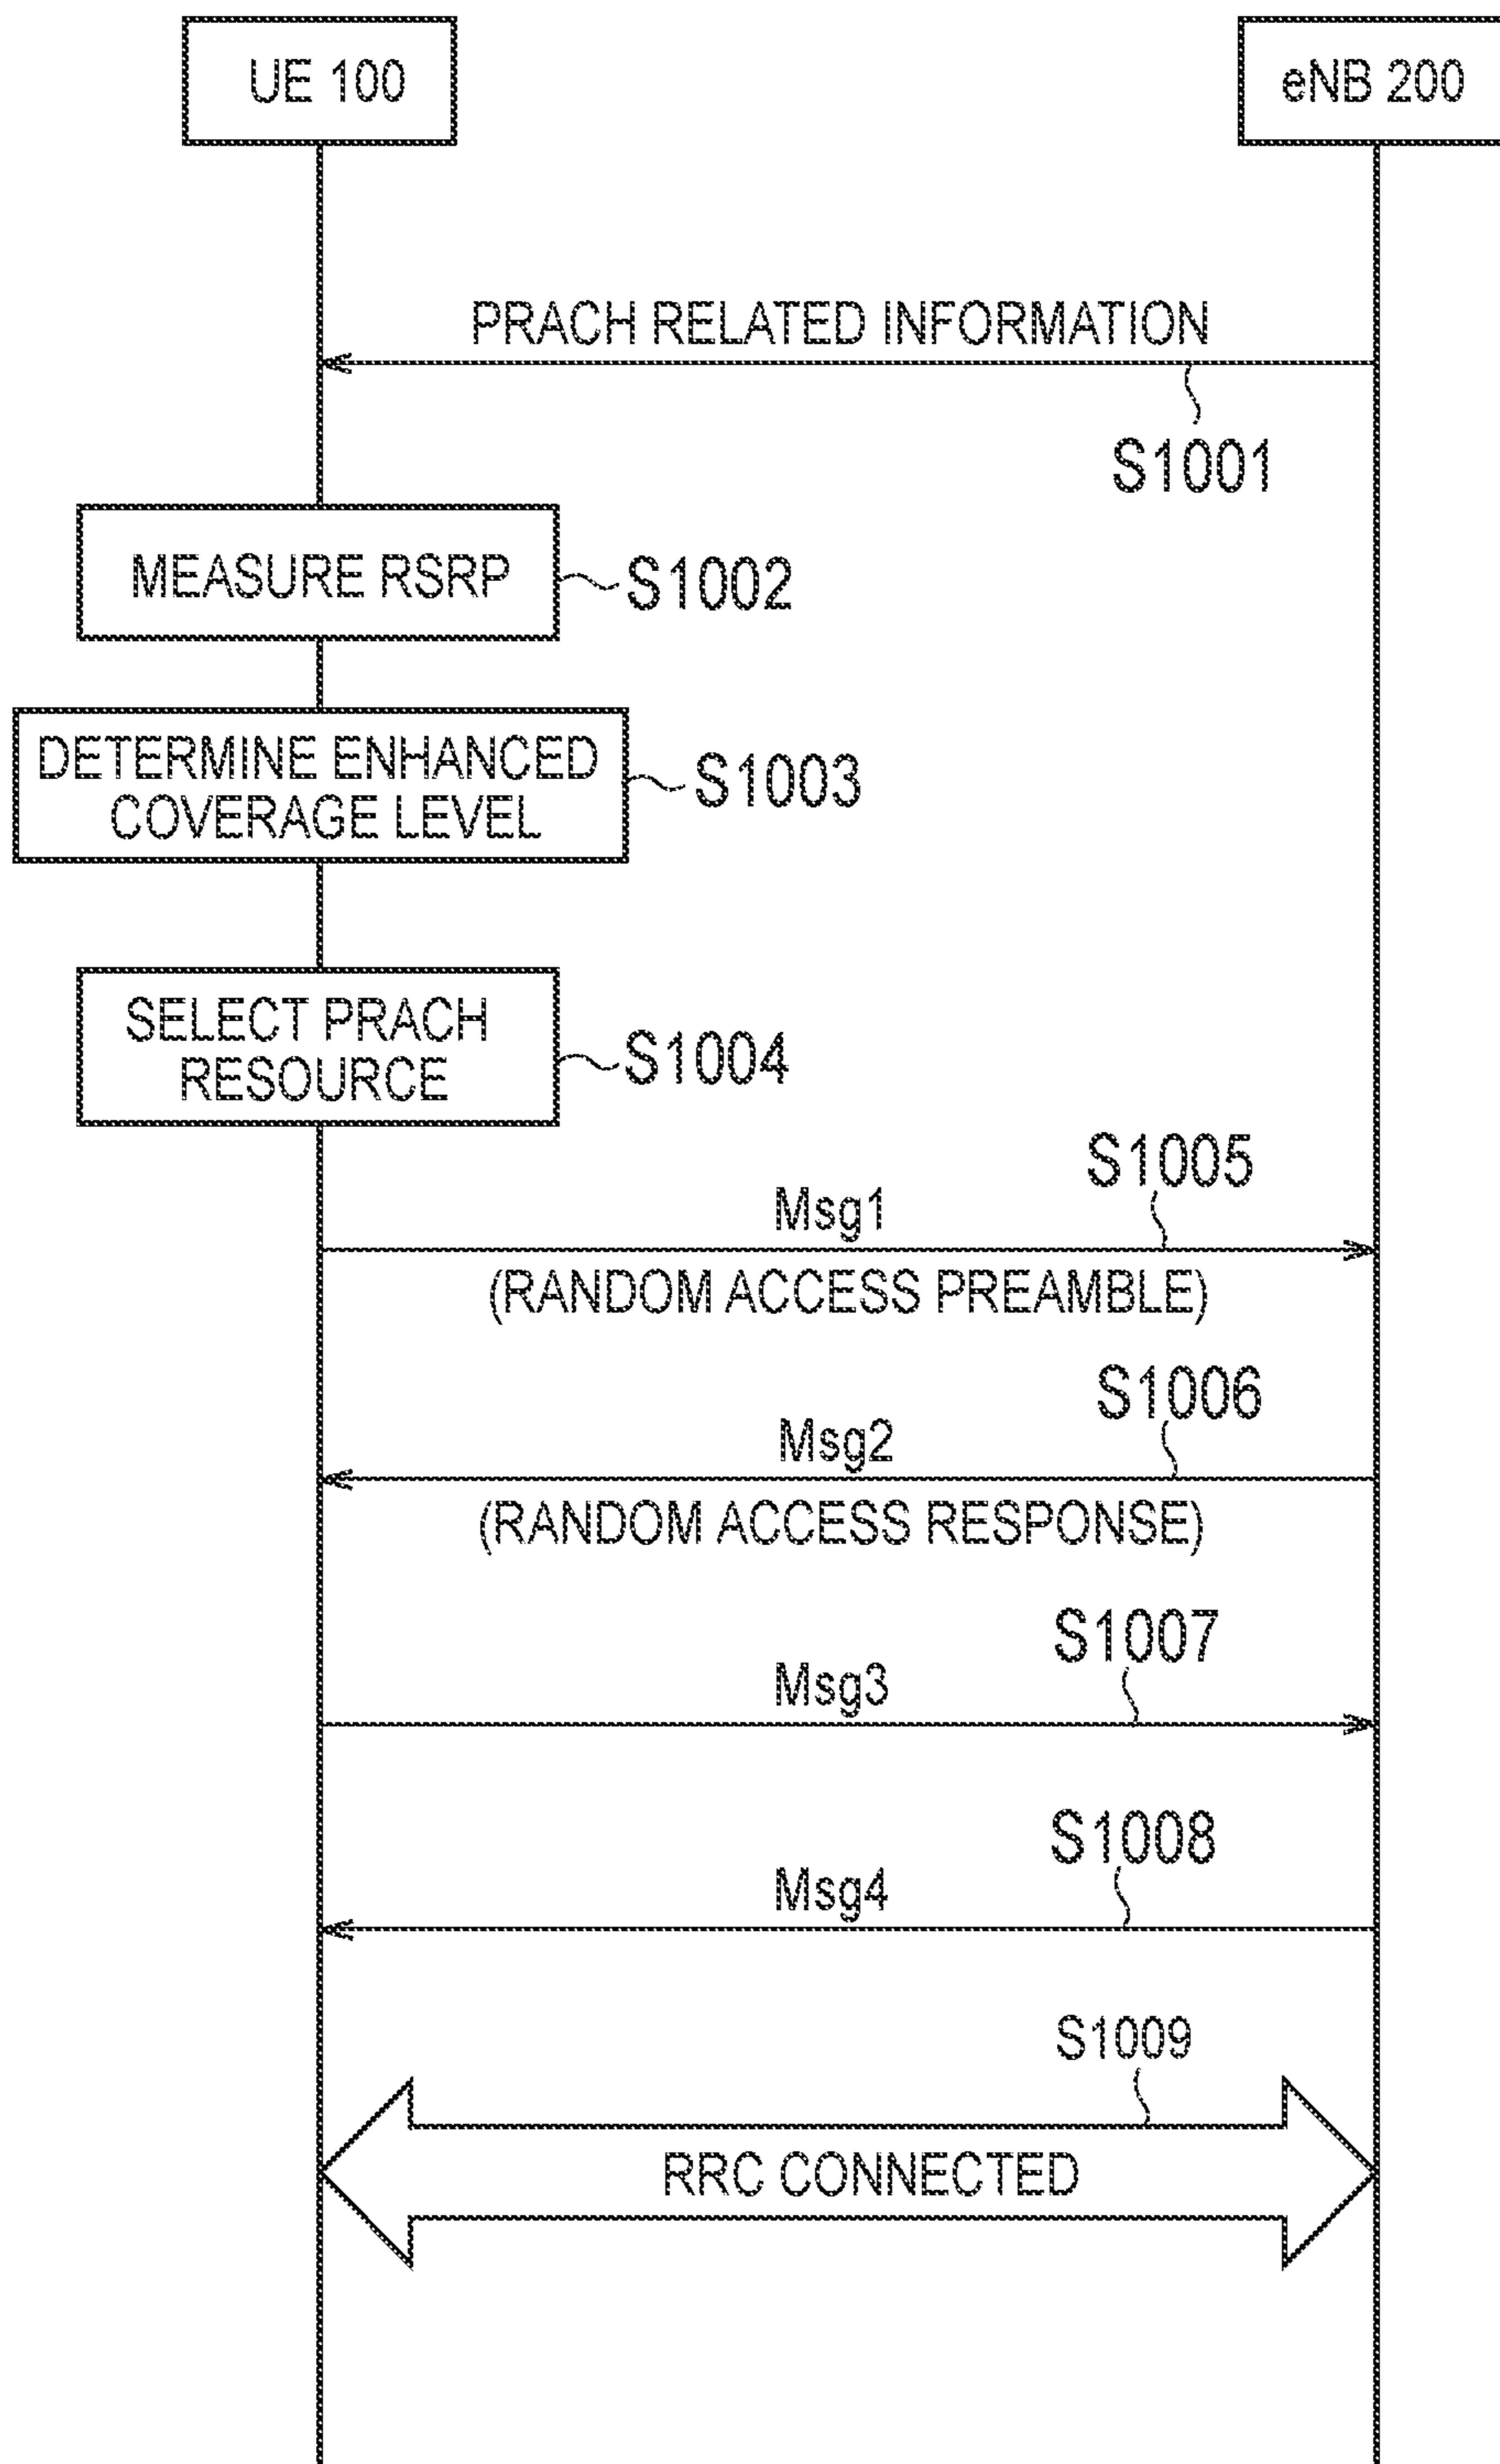 UE 100
eNB 200
PRACH RELATED INFORMATION
S1001
MEASURE RSRP
S1002
DETERMINE ENHANCED
COVERAGE LEVEL
S1003
SELECT PRACH
RESOURCE
S1004
S1005
Msg1
(RANDOM ACCESS PREAMBLE)
S1006
Msg2
(RANDOM ACCESS RESPONSE)
S1007
Msg3
S1008
Msg4
S1009
RRC CONNECTED